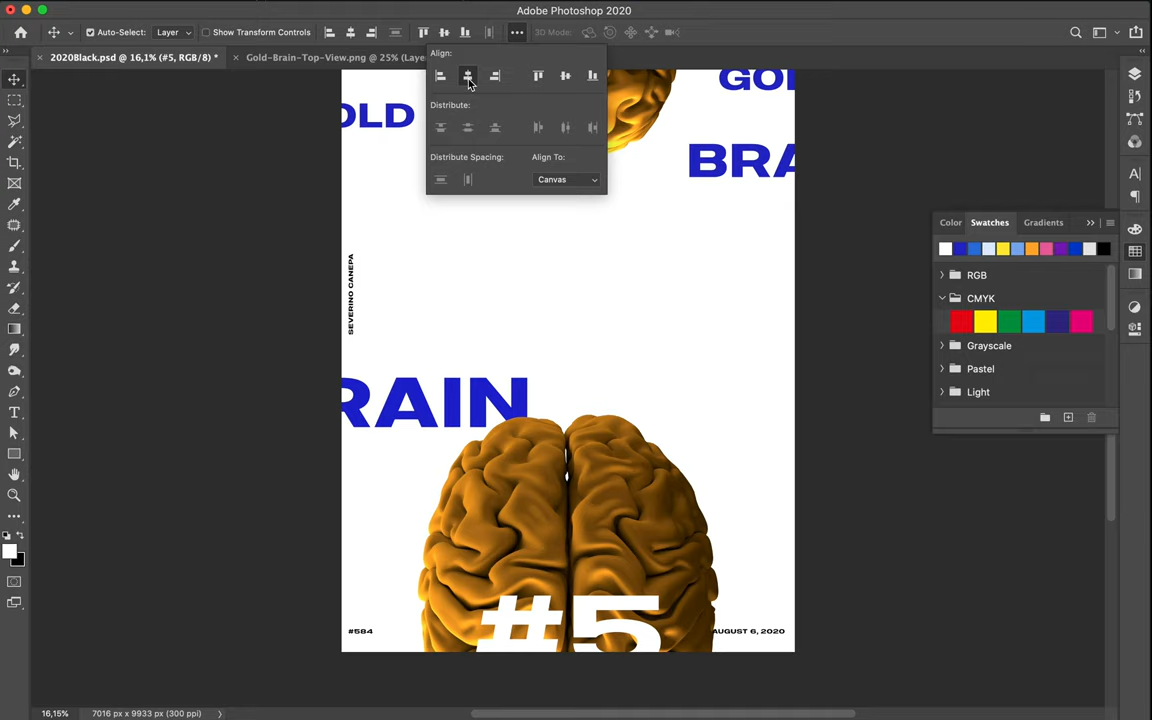 Adobe Photoshop 2020
Auto-Select: Layer Show Transform Controls 3D Mode:
2020Black.psd @ 16,1% (#5, RGB/8) * Gold-Brain-Top-View.png @ 25% (Laye
Align:
Distribute:
Distribute Spacing: Align To:
Canvas
GOL
OLD
BRA
SEVERINO CANEPA
RAIN
#5
#584
AUGUST 6, 2020
Color Swatches Gradients
RGB
CMYK
Grayscale
Pastel
Light
16,15% 7016 px x 9933 px (300 ppi)